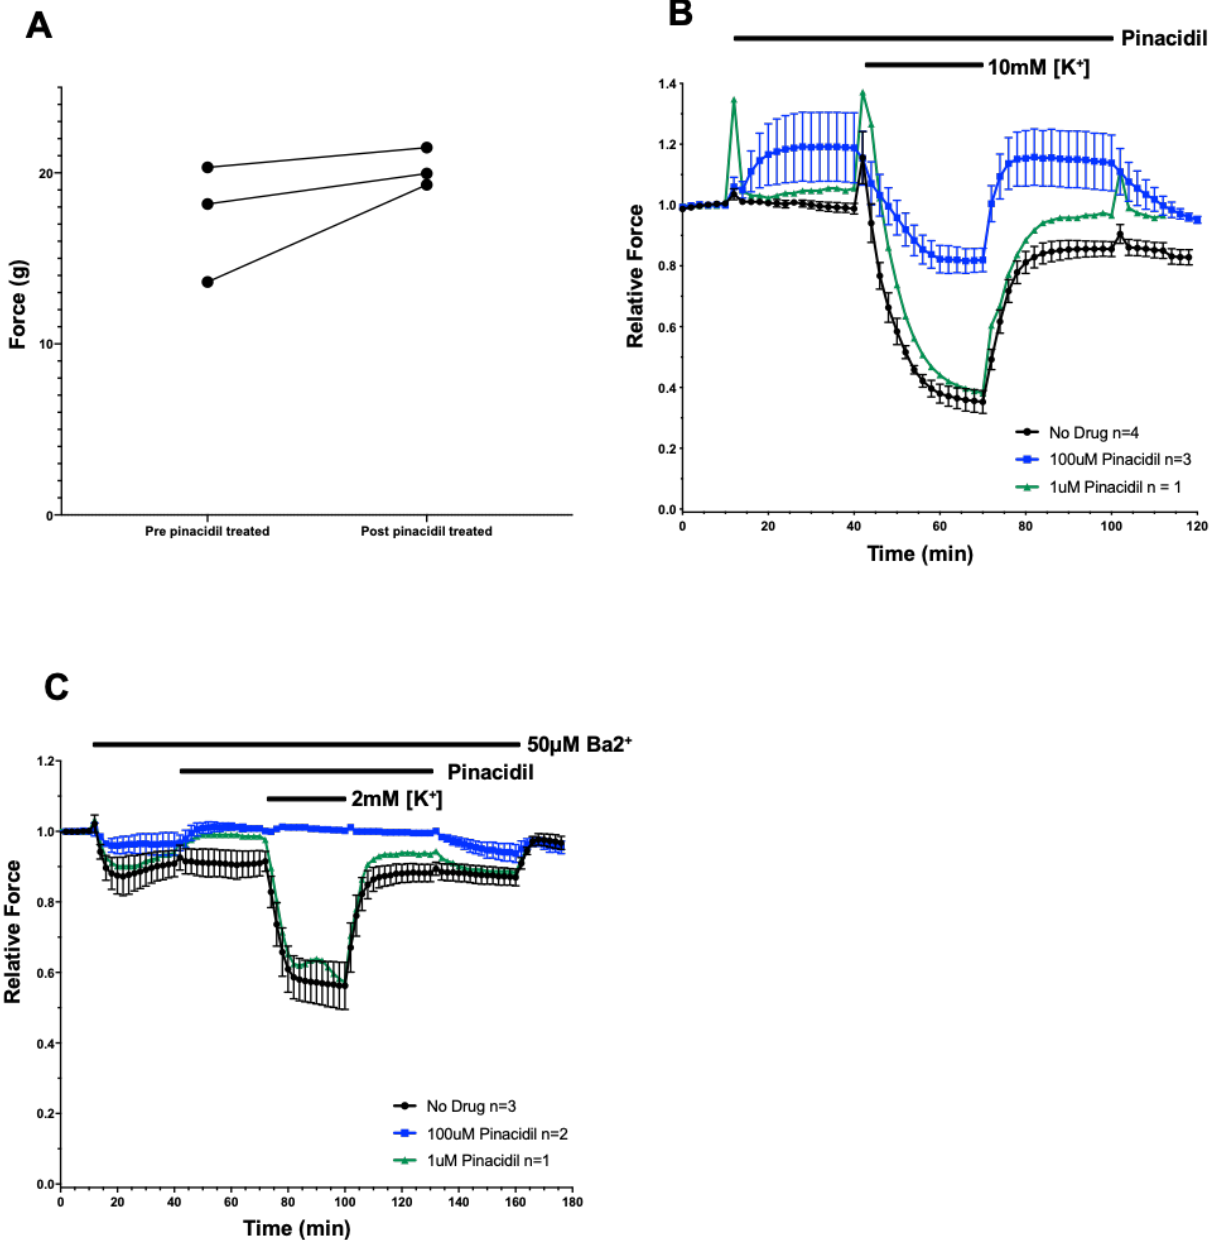 A
Force (g)
20
10
0
Pre pinacidil treated
Post pinacidil treated
B
Pinacidil
10mM [K⁺]
Relative Force
1.4
1.2
1.0
0.8
0.6
0.4
0.2
0.0
No Drug n=4
100uM Pinacidil n=3
1uM Pinacidil n = 1
0 20 40 60 80 100 120
Time (min)
C
50µM Ba2⁺
Pinacidil
2mM [K⁺]
Relative Force
1.2
1.0
0.8
0.6
0.4
0.2
0.0
No Drug n=3
100uM Pinacidil n=2
1uM Pinacidil n=1
0 20 40 60 80 100 120 140 160 180
Time (min)